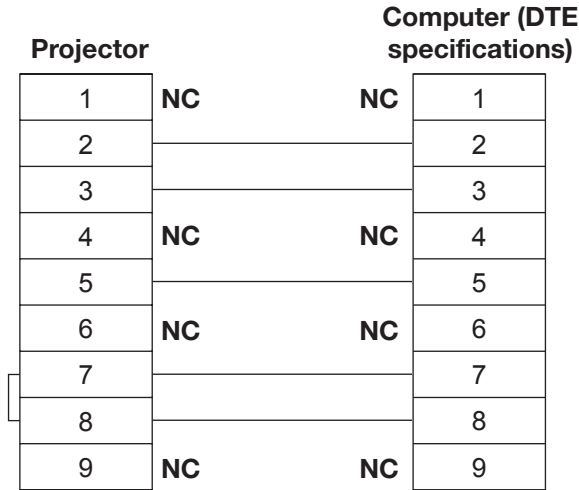 Computer (DTE
specifications)
Projector
1 NC NC 1
2 2
3 3
4 NC NC 4
5 5
6 NC NC 6
7 7
8 8
9 NC NC 9